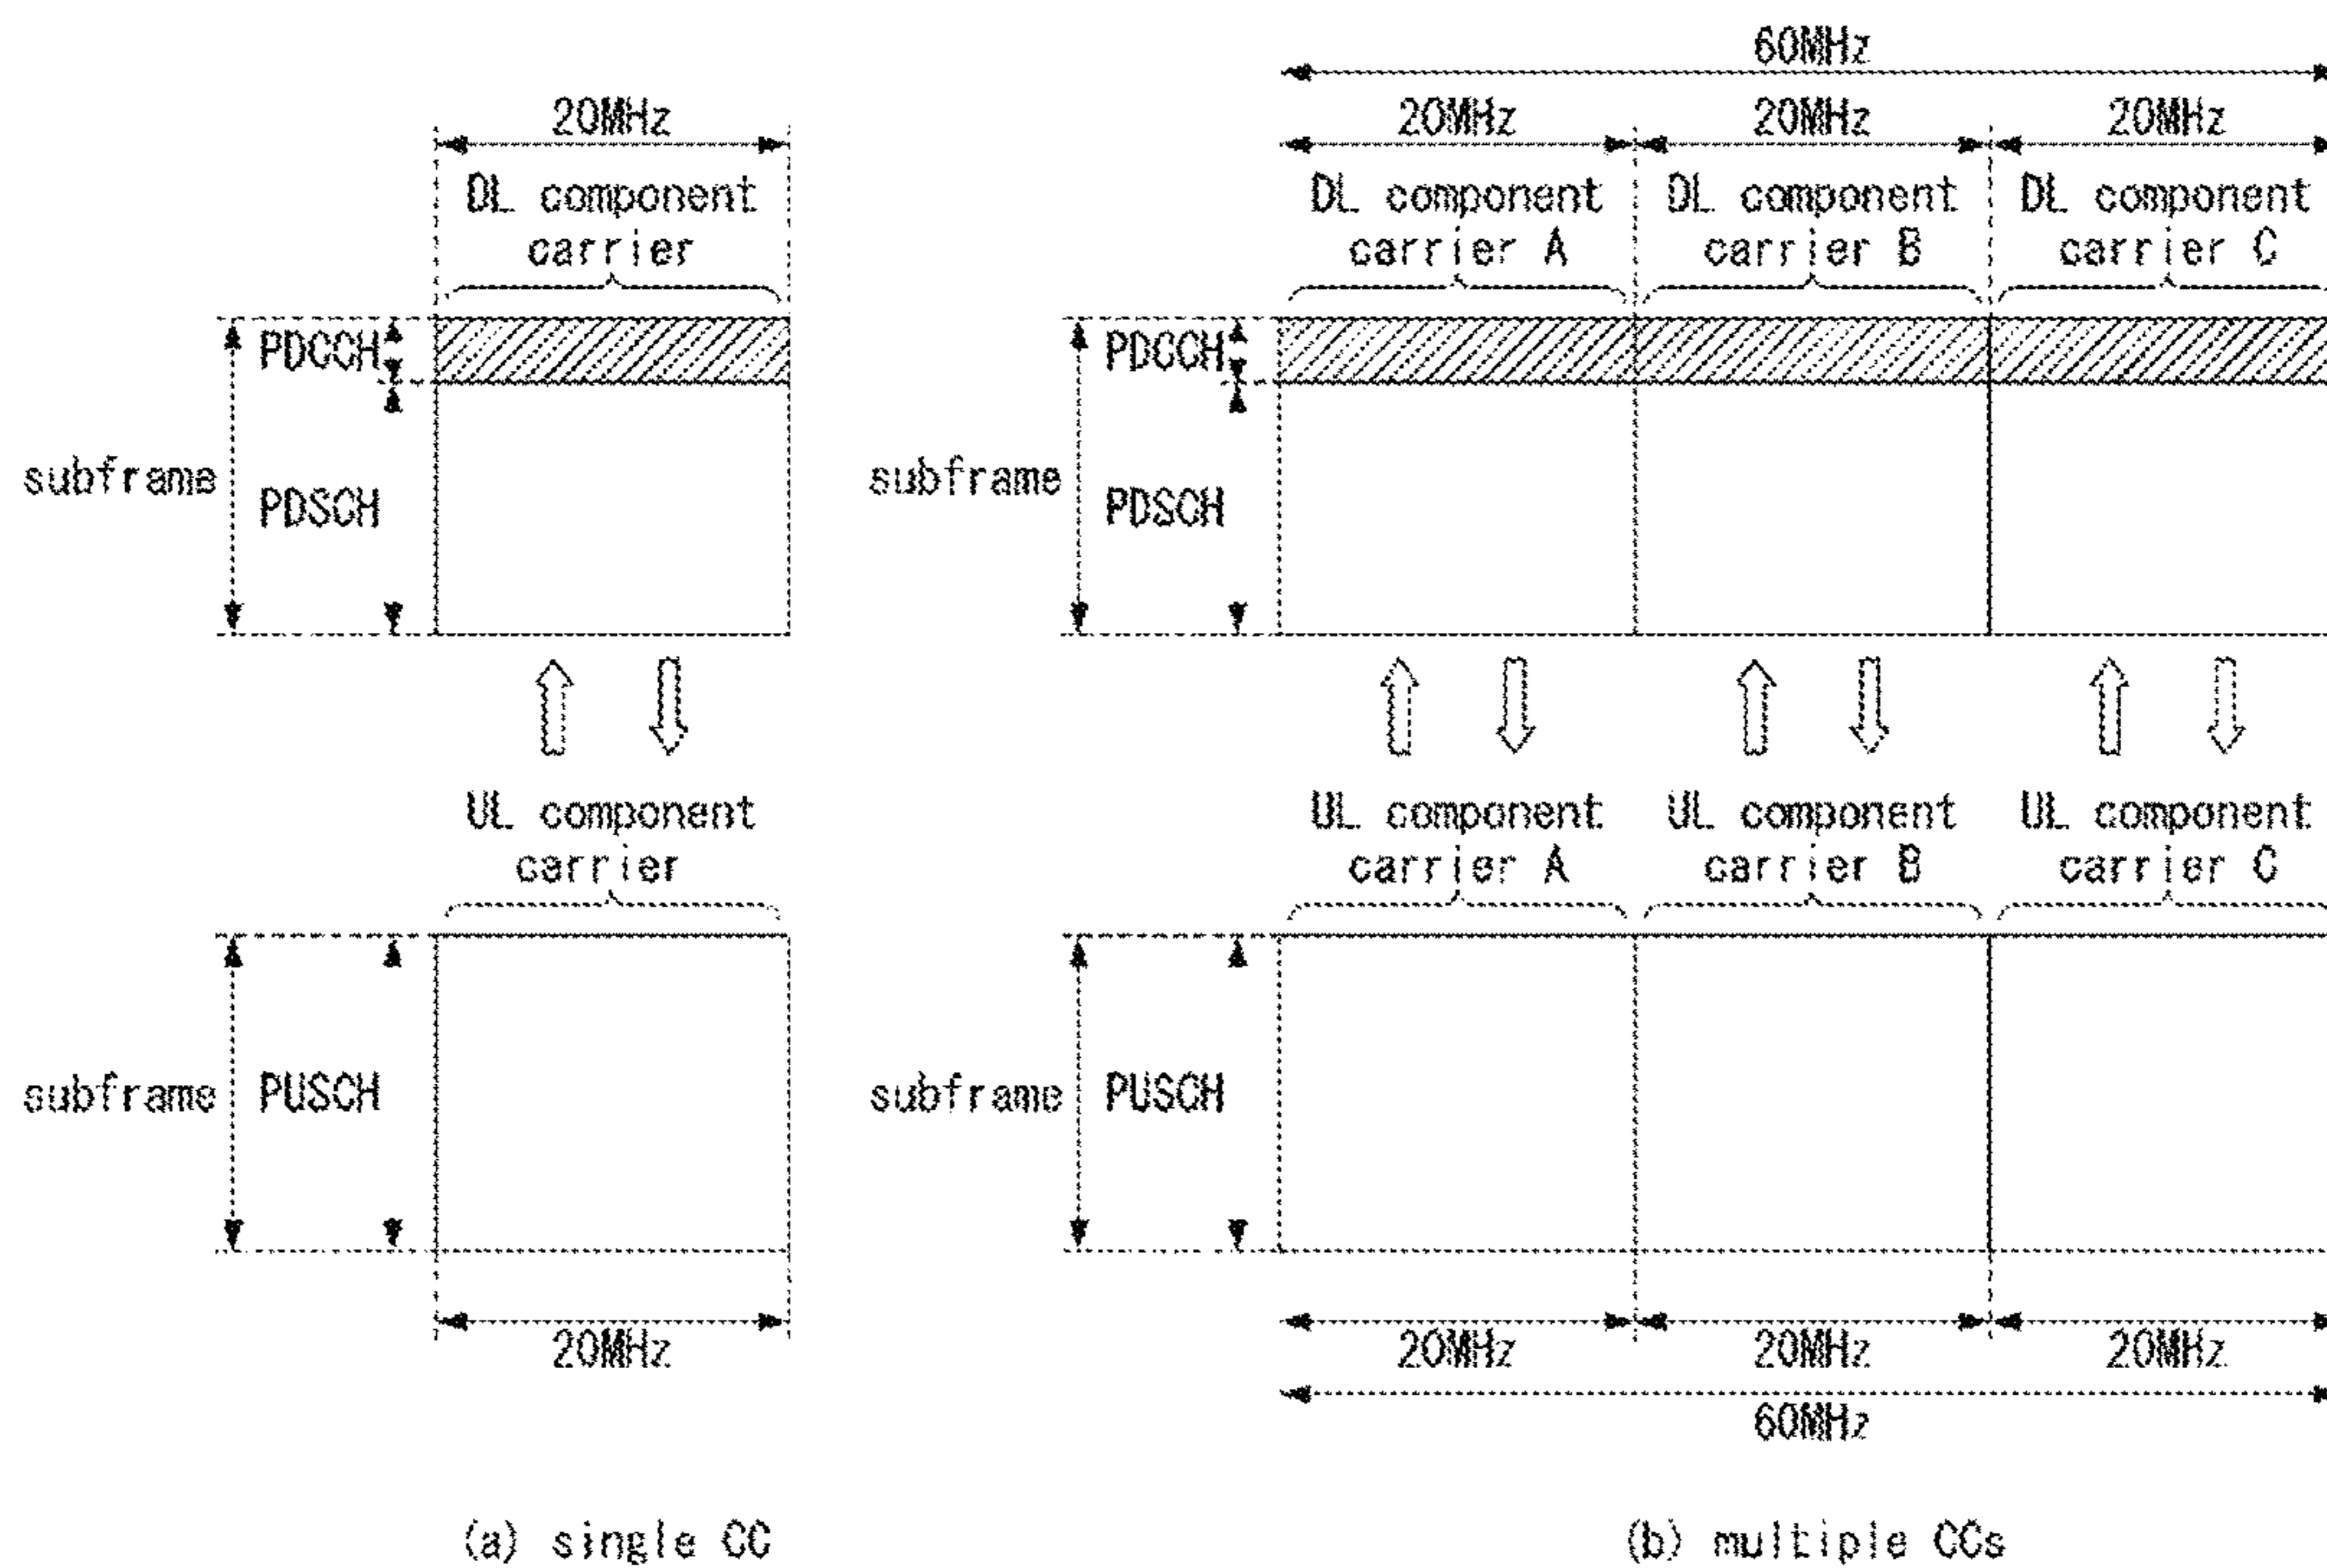 20MHz
DL component
carrier
PDCCH
subframe
PDSCH
UL component
carrier
subframe
PUSCH
20MHz
(a) single CC
60MHz
20MHz
20MHz
20MHz
DL component
carrier A
DL component
carrier B
DL component
carrier C
PDCCH
subframe
PDSCH
UL component
carrier A
UL component
carrier B
UL component
carrier C
subframe
PUSCH
20MHz
20MHz
20MHz
60MHz
(b) multiple CCs